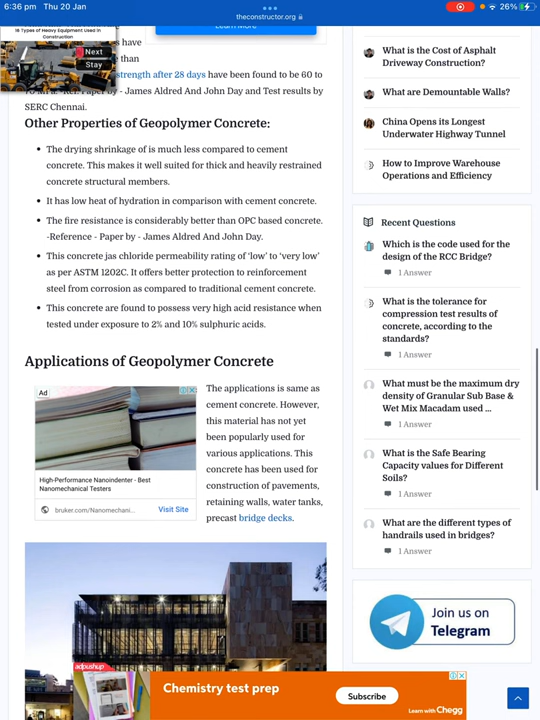 6:36 pm Thu 20 Jan
26%
theconstructor.org
18 Types of Heavy Equipment Used in
Construction
Next
Stay
Learn More
s have
than
strength after 28 days have been found to be 60 to
Paper by - James Aldred And John Day and Test results by
SERC Chennai.
Other Properties of Geopolymer Concrete:
The drying shrinkage of is much less compared to cement
concrete. This makes it well suited for thick and heavily restrained
concrete structural members.
It has low heat of hydration in comparison with cement concrete.
The fire resistance is considerably better than OPC based concrete.
-Reference - Paper by - James Aldred And John Day.
This concrete jas chloride permeability rating of ‘low’ to ‘very low’
as per ASTM 1202C. It offers better protection to reinforcement
steel from corrosion as compared to traditional cement concrete.
This concrete are found to possess very high acid resistance when
tested under exposure to 2% and 10% sulphuric acids.
Applications of Geopolymer Concrete
Ad
High-Performance Nanoindenter - Best
Nanomechanical Testers
bruker.com/Nanomechani...
Visit Site
The applications is same as
cement concrete. However,
this material has not yet
been popularly used for
various applications. This
concrete has been used for
construction of pavements,
retaining walls, water tanks,
precast bridge decks.
What is the Cost of Asphalt
Driveway Construction?
What are Demountable Walls?
China Opens its Longest
Underwater Highway Tunnel
How to Improve Warehouse
Operations and Efficiency
Recent Questions
Which is the code used for the
design of the RCC Bridge?
1 Answer
What is the tolerance for
compression test results of
concrete, according to the
standards?
1 Answer
What must be the maximum dry
density of Granular Sub Base &
Wet Mix Macadam used ...
1 Answer
What is the Safe Bearing
Capacity values for Different
Soils?
1 Answer
What are the different types of
handrails used in bridges?
1 Answer
Join us on
Telegram
adpushup
Chemistry test prep
Subscribe
Learn with Chegg